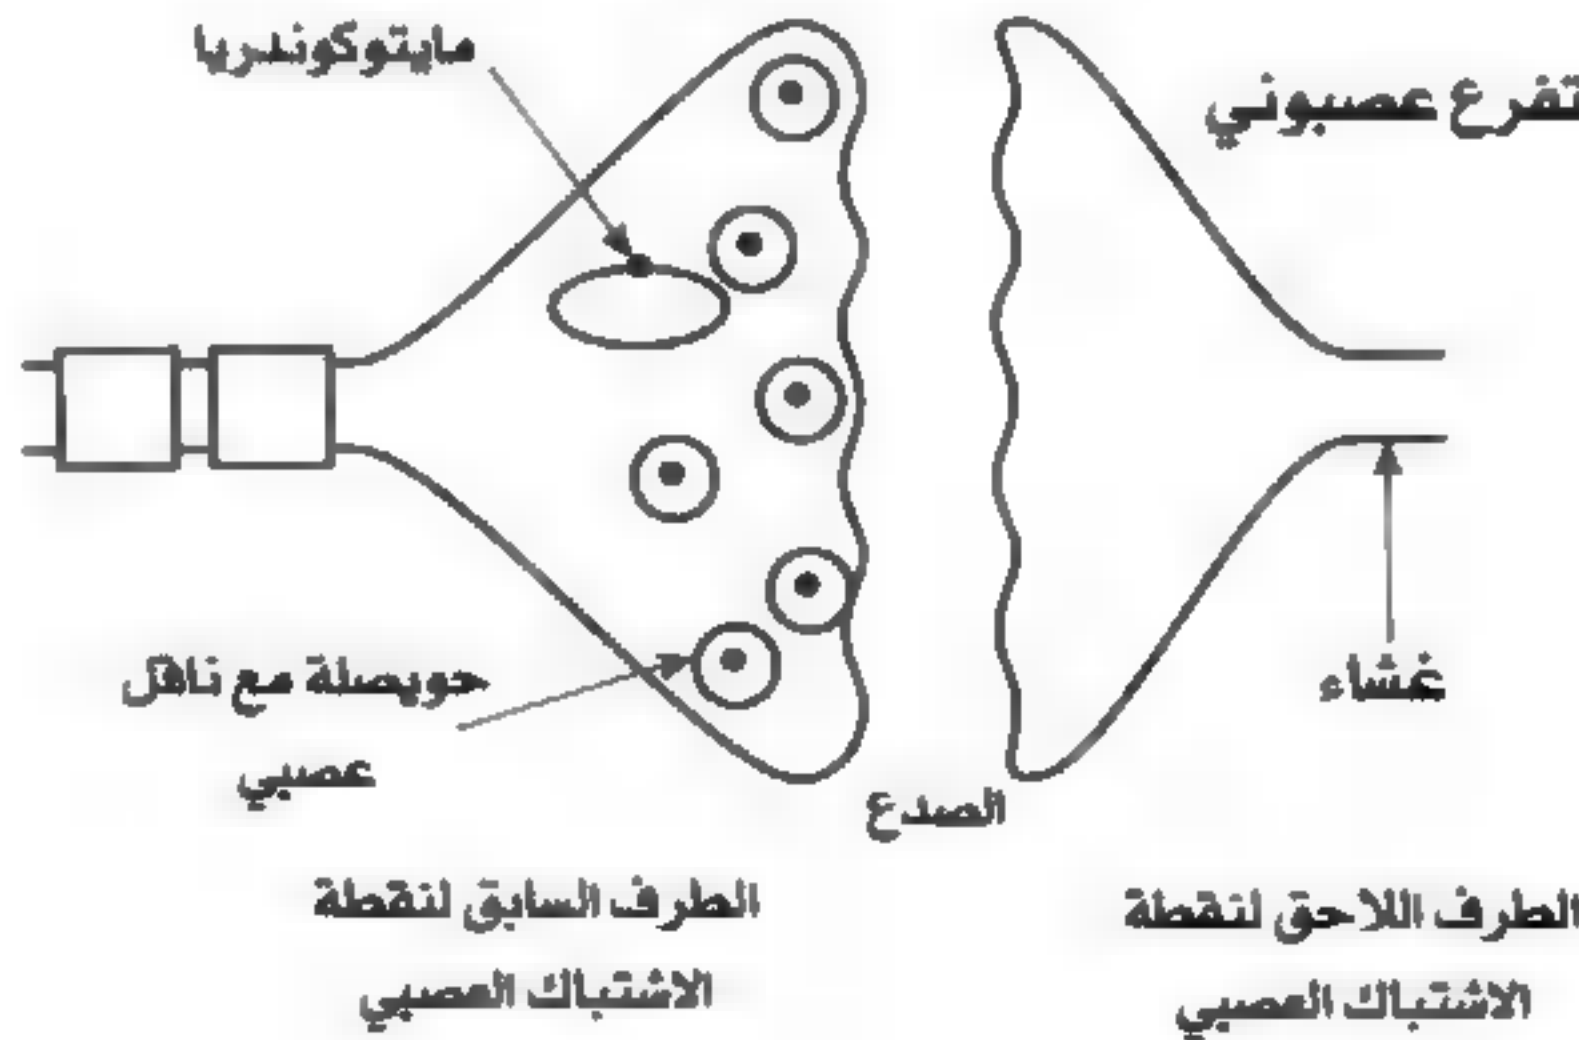 مايتوكوندريا
تفرع عصبوني
حويصلة مع ناقل
عصبي
غشاء
الصدع
الطرف السابق لنقطة
الاشتباك العصبي
الطرف اللاحق لنقطة
الاشتباك العصبي